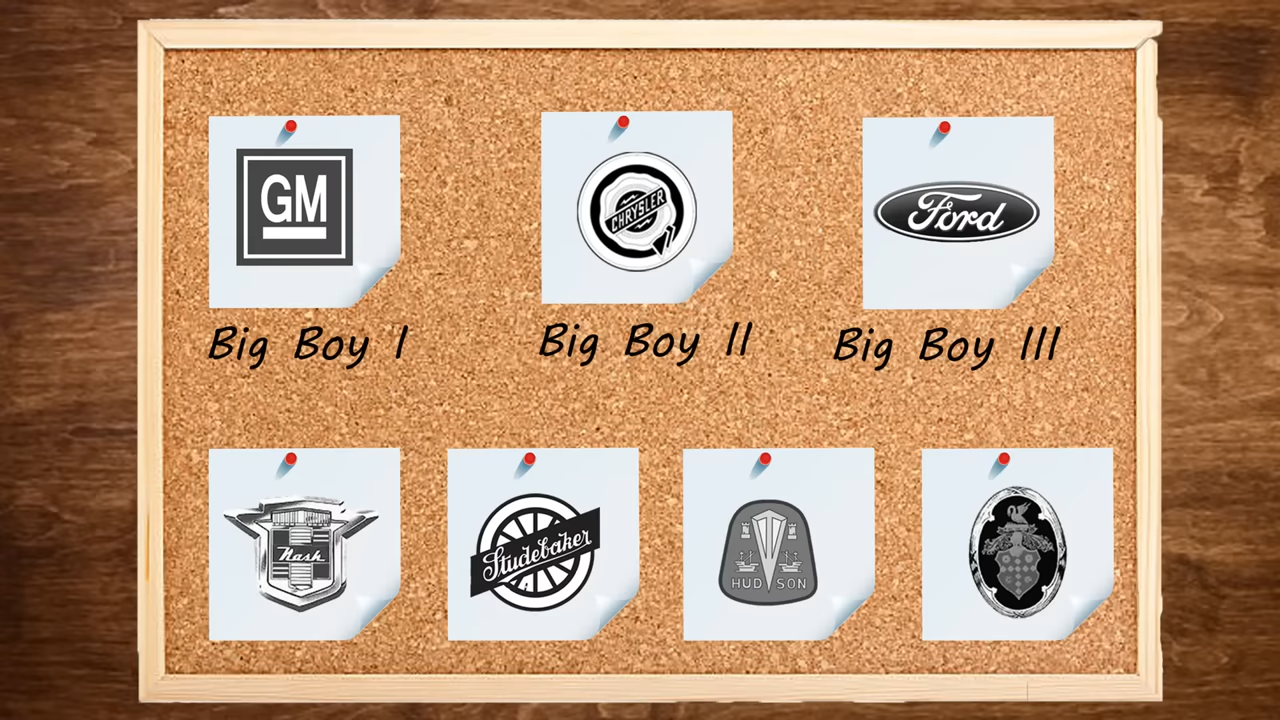 GM
CHRYSLER
Ford
Big Boy I
Big Boy II
Big Boy III
Nash
Studebaker
HUDSON